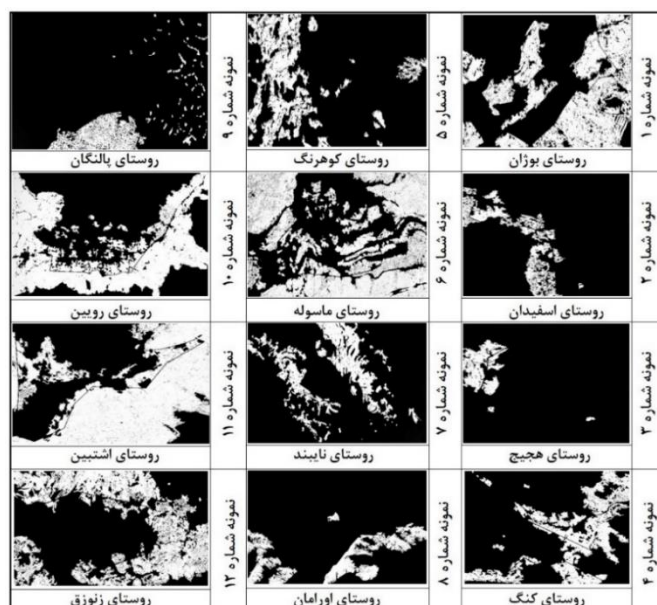 نمونه شماره ۱
روستای بوژان
نمونه شماره ۵
روستای کوهرنگ
نمونه شماره ۹
روستای پالنگان
نمونه شماره ۲
روستای اسفیدان
نمونه شماره ۶
روستای ماسوله
نمونه شماره ۱۰
روستای رویین
نمونه شماره ۳
روستای هجیج
نمونه شماره ۷
روستای نایبند
نمونه شماره ۱۱
روستای اشتبین
نمونه شماره ۴
روستای کنگ
نمونه شماره ۸
روستای اورامان
نمونه شماره ۱۲
روستای زنوزق